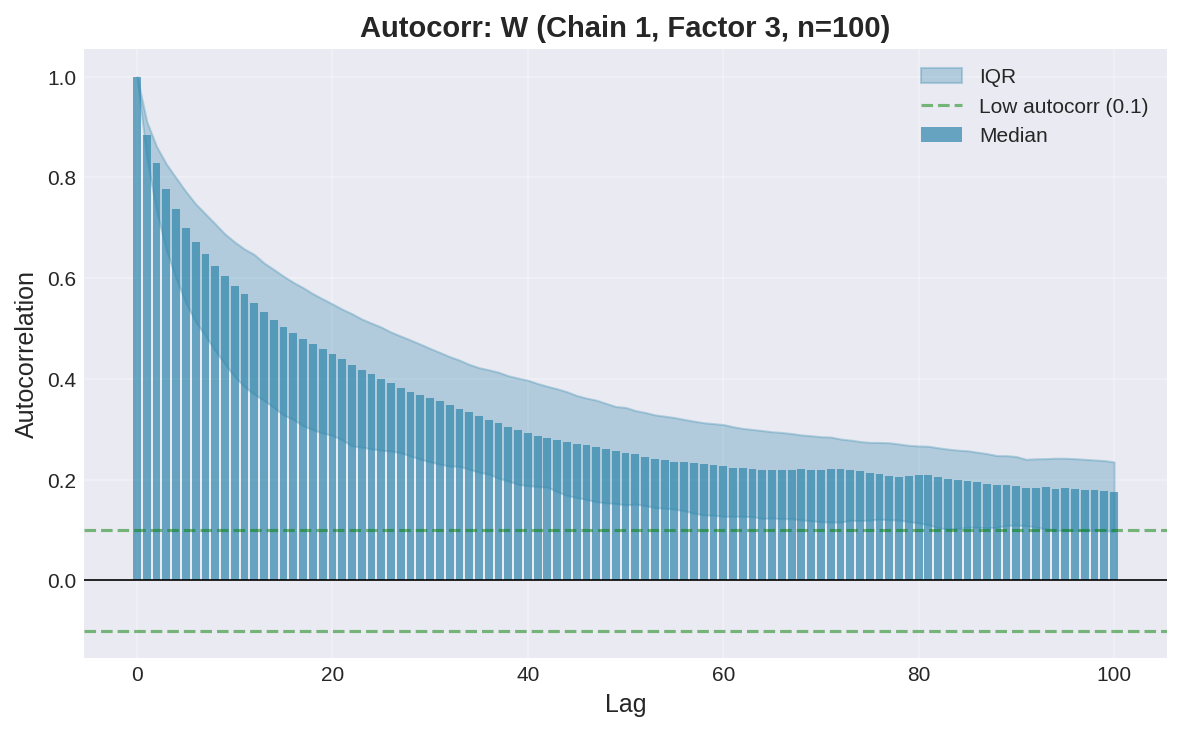 Autocorr: W (Chain 1, Factor 3, n=100)
IQR
Low autocorr (0.1)
Median
Autocorrelation
1.0
0.8
0.6
0.4
0.2
0.0
0
20
40
60
80
100
Lag